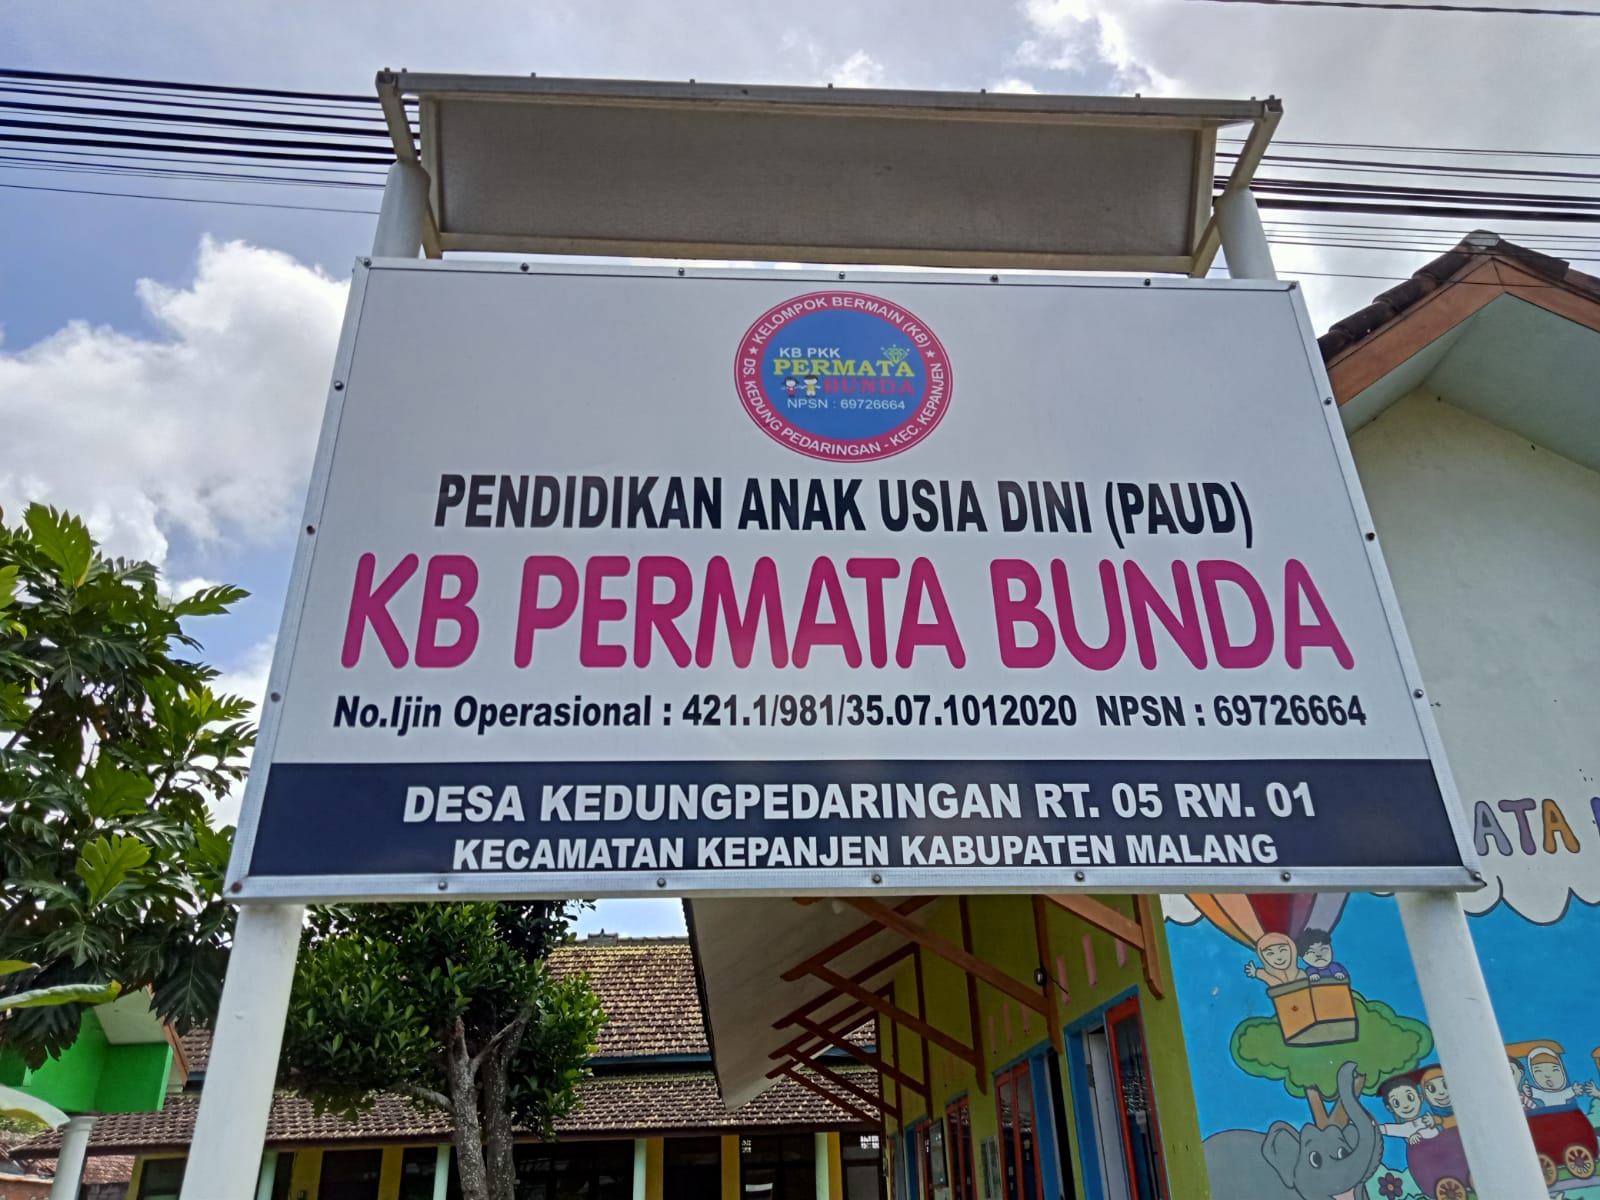 KELOMPOK BERMAIN (KB)
KB PKK
PERMATA
BUNDA
NPSN : 69726664
DS. KEDUNG PEDARINGAN - KEC. KEPANJEN
PENDIDIKAN ANAK USIA DINI (PAUD)
KB PERMATA BUNDA
No.Ijin Operasional : 421.1/981/35.07.1012020 NPSN : 69726664
DESA KEDUNGPEDARINGAN RT. 05 RW. 01
KECAMATAN KEPANJEN KABUPATEN MALANG
ATA